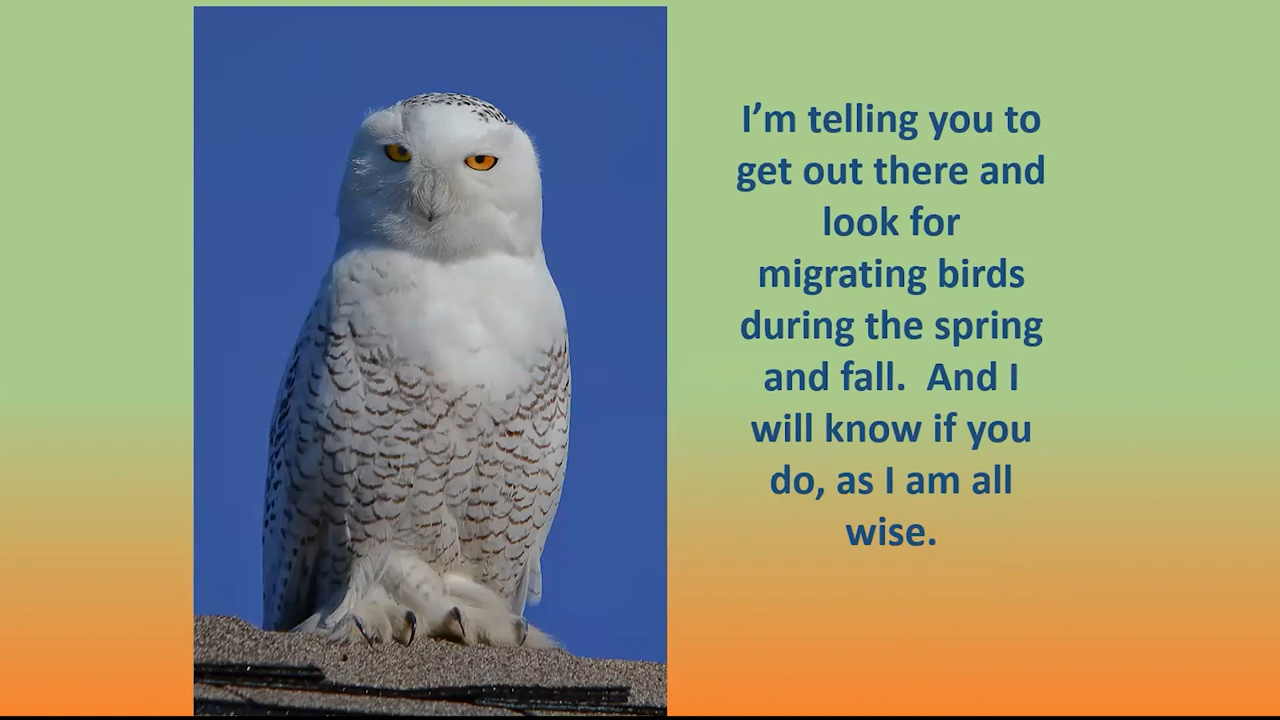 I’m telling you to
get out there and
look for
migrating birds
during the spring
and fall.  And I
will know if you
do, as I am all
wise.